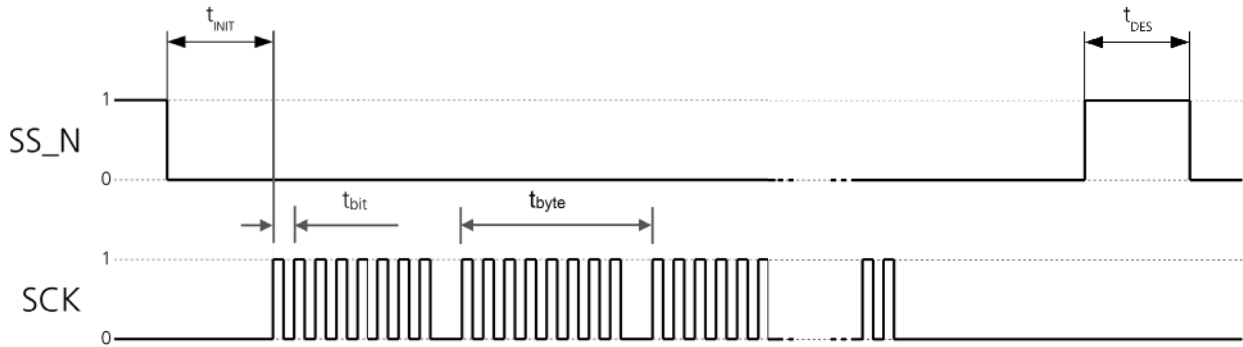 tINIT
tDES
1
SS_N
0
tbit
tbyte
1
SCK
0